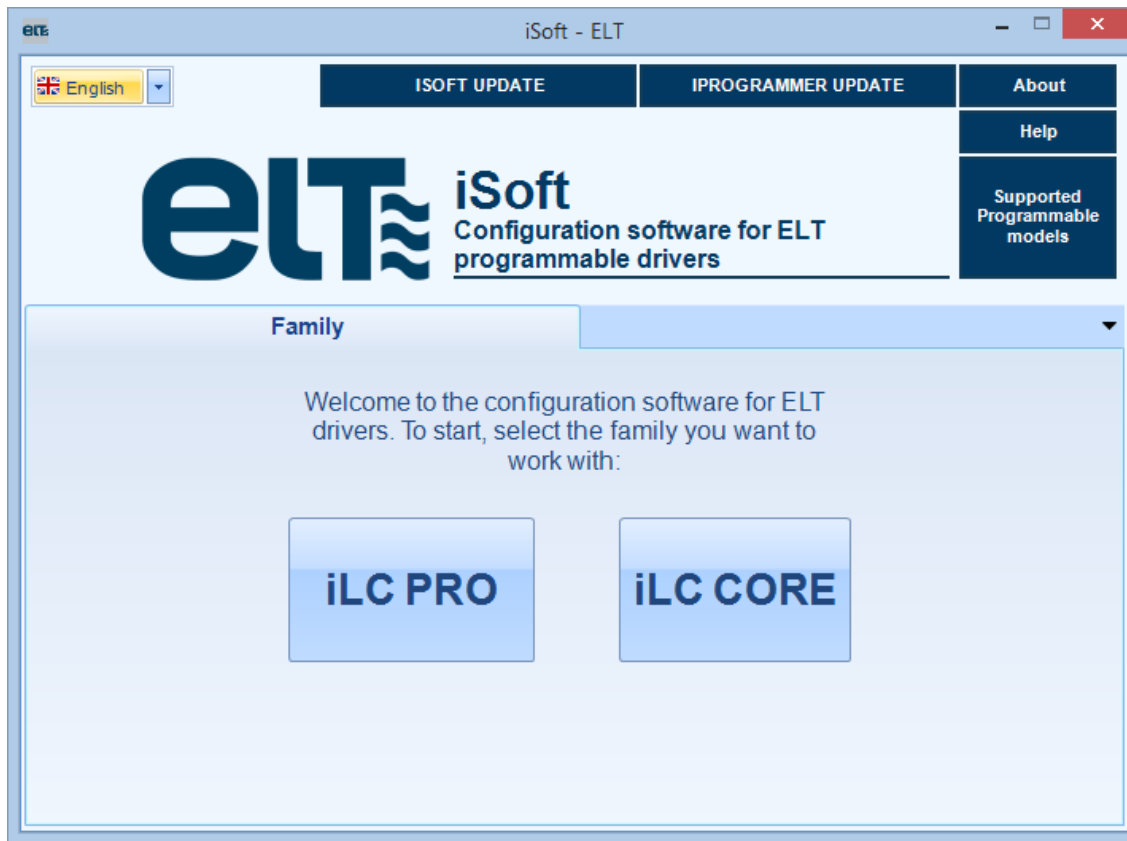 eLT
iSoft - ELT
English
ISOFT UPDATE
IPROGRAMMER UPDATE
About
Help
Supported
Programmable
models
eLT
iSoft
Configuration software for ELT
programmable drivers
Family
Welcome to the configuration software for ELT
drivers. To start, select the family you want to
work with:
iLC PRO
iLC CORE